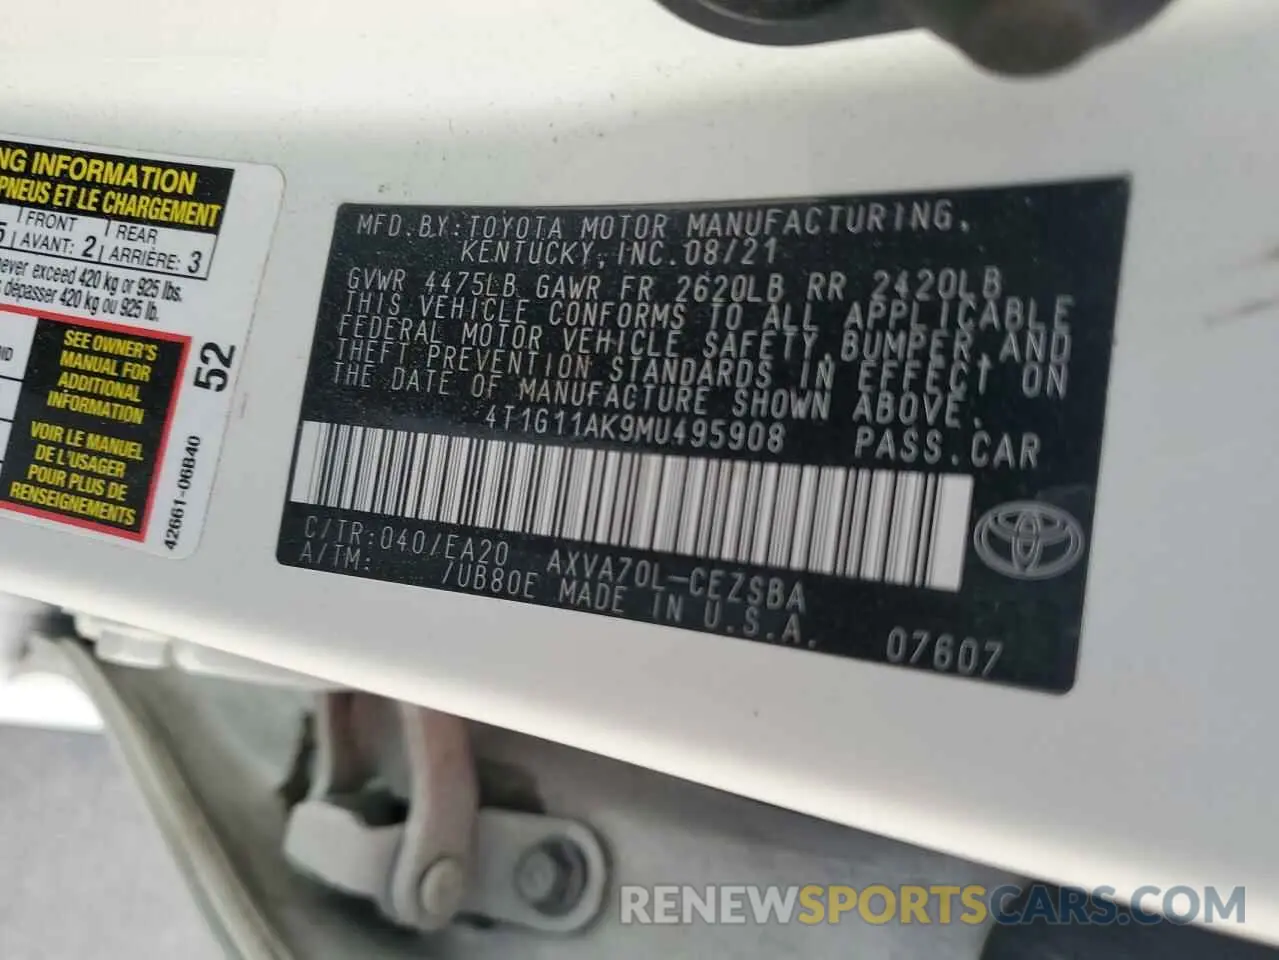 NG INFORMATION
PNEUS ET LE CHARGEMENT
5 FRONT REAR
AVANT: 2 ARRIÈRE: 3
never exceed 420 kg or 925 lbs.
dépasser 420 kg ou 925 lb.
SEE OWNER'S
MANUAL FOR
ADDITIONAL
INFORMATION
VOIR LE MANUEL
DE L'USAGER
POUR PLUS DE
RENSEIGNEMENTS
52
42661-06B40
MFD.BY:TOYOTA MOTOR MANUFACTURING,
KENTUCKY, INC.08/21
GVWR 4475LB GAWR FR 2620LB RR 2420LB
THIS VEHICLE CONFORMS TO ALL APPLICABLE
FEDERAL MOTOR VEHICLE SAFETY, BUMPER, AND
THEFT PREVENTION STANDARDS IN EFFECT ON
THE DATE OF MANUFACTURE SHOWN ABOVE.
4T1G11AK9MU495908 PASS.CAR
C/TR:040/EA20 AXVA70L-CEZSBA
A/TM: /UB80E MADE IN U.S.A.
07607
RENEWSPORTSCARS.COM